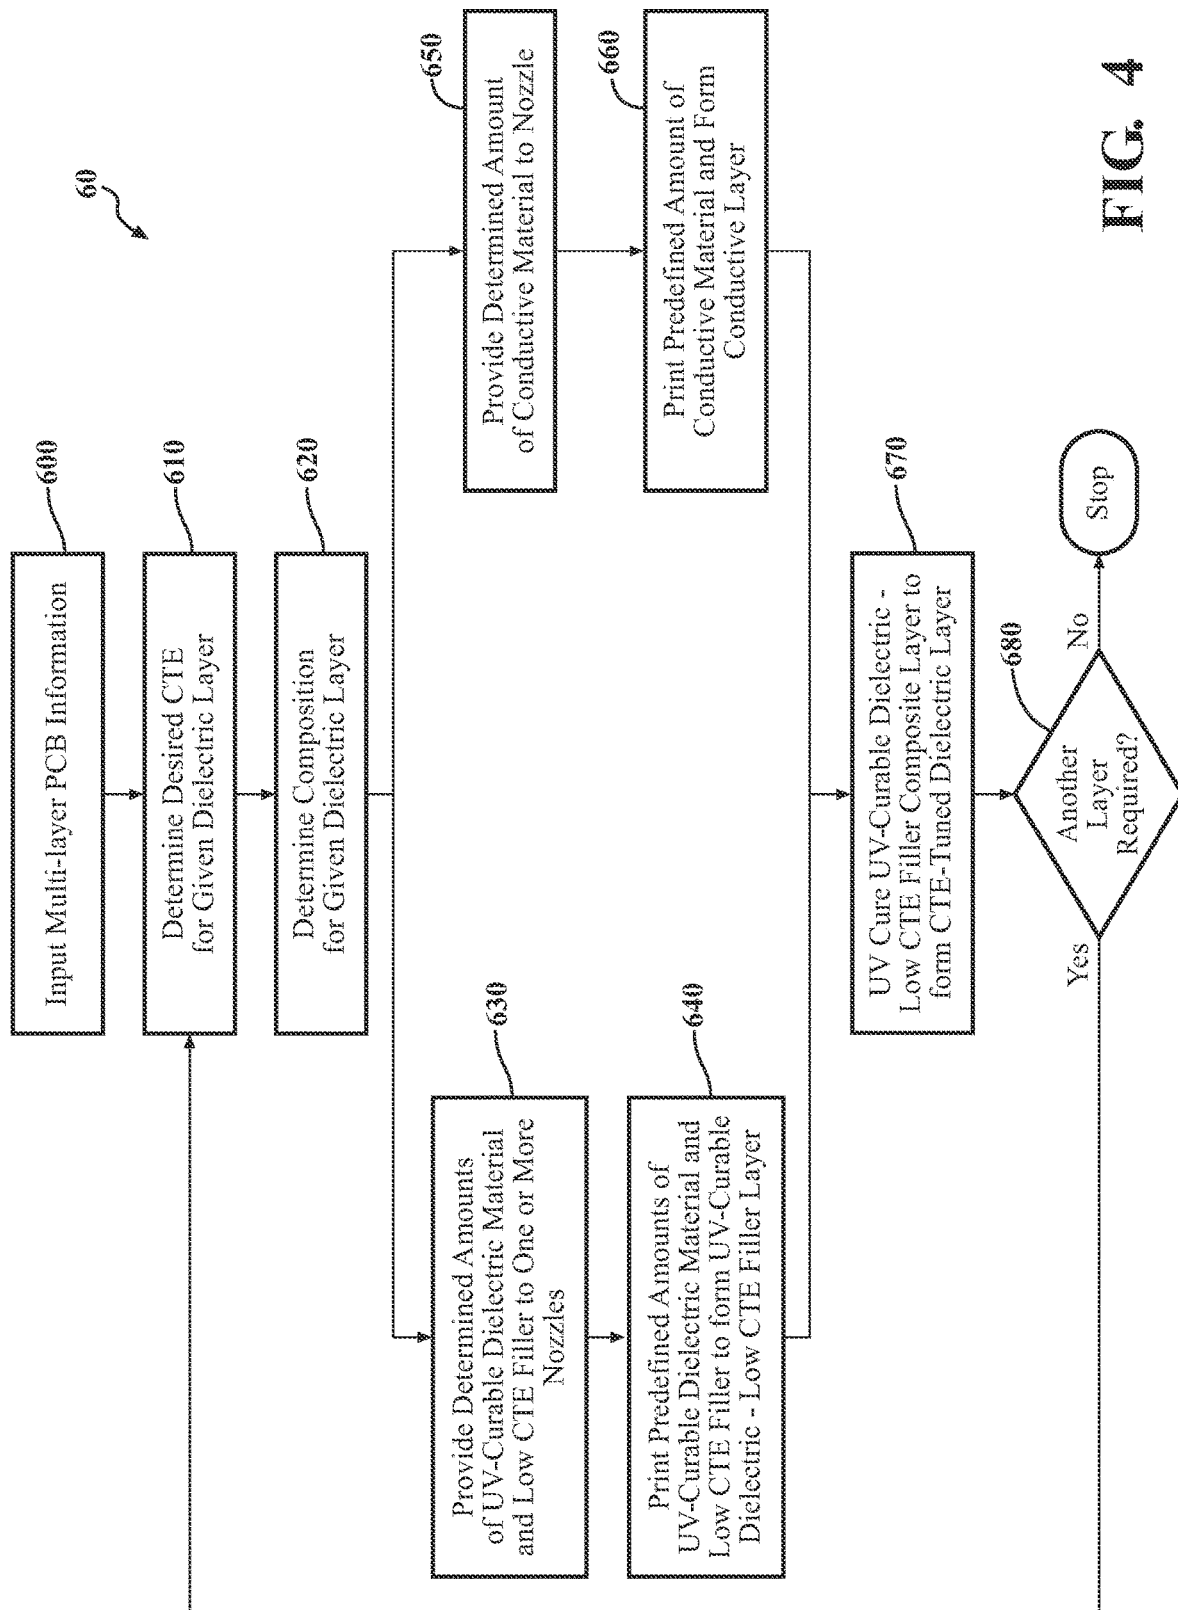 60
600
Input Multi-layer PCB Information
610
Determine Desired CTE
for Given Dielectric Layer
620
Determine Composition
for Given Dielectric Layer
630
Provide Determined Amounts
of UV-Curable Dielectric Material
and Low CTE Filler to One or More
Nozzles
640
Print Predefined Amounts of
UV-Curable Dielectric Material and
Low CTE Filler to form UV-Curable
Dielectric - Low CTE Filler Layer
650
Provide Determined Amount
of Conductive Material to Nozzle
660
Print Predefined Amount of
Conductive Material and Form
Conductive Layer
670
UV Cure UV-Curable Dielectric -
Low CTE Filler Composite Layer to
form CTE-Tuned Dielectric Layer
680
Another
Layer
Required?
Yes
No
Stop
FIG. 4